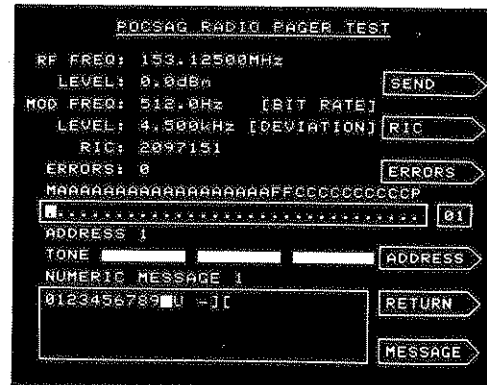 POCSAG RADIO PAGER TEST
RF FREQ: 153.12500MHz
LEVEL: 0.0dBm
SEND
MOD FREQ: 512.0Hz [BIT RATE]
LEVEL: 4.500kHz [DEVIATION]
RIC
RIC: 2097151
ERRORS: 0
ERRORS
MAAAAAAAAAAAAAAAAAAFFCCCCCCCCCCP
01
ADDRESS 1
TONE
ADDRESS
NUMERIC MESSAGE 1
0123456789 U -][
RETURN
MESSAGE